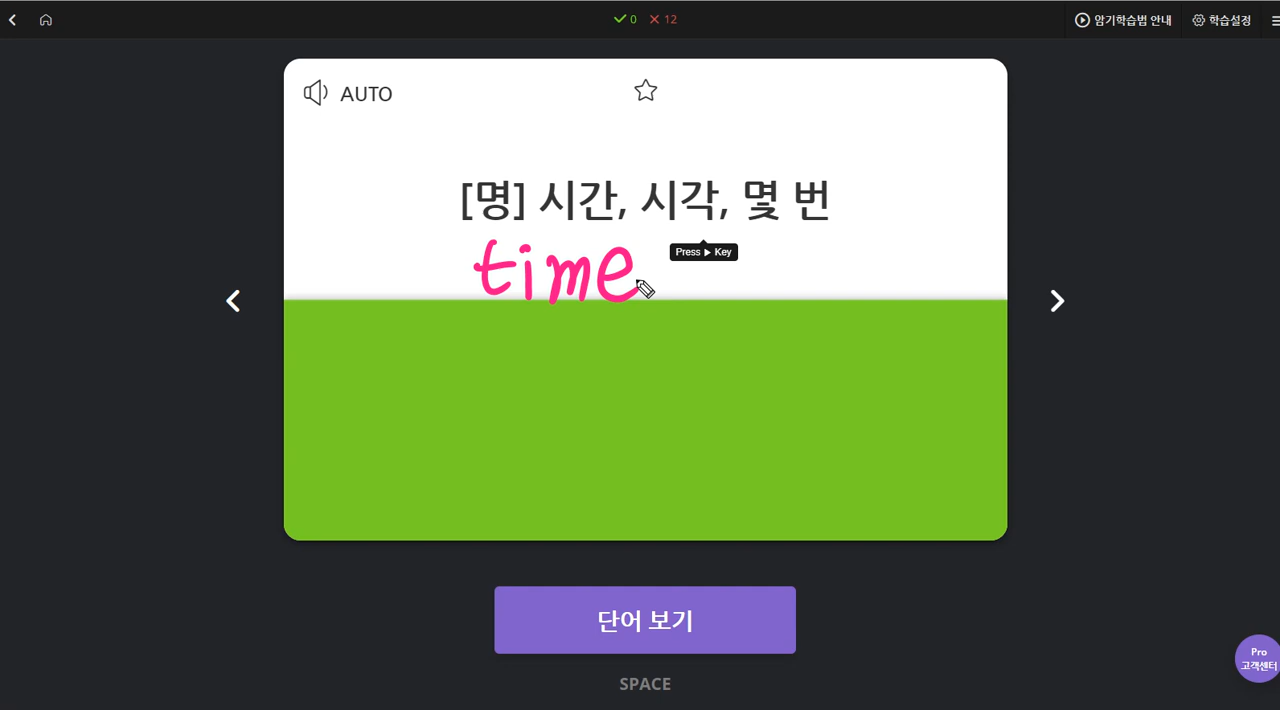 0 12 암기학습법 안내 학습설정
AUTO
[명] 시간, 시각, 몇 번
Press ▶ Key
time
단어 보기
SPACE
Pro
고객센터